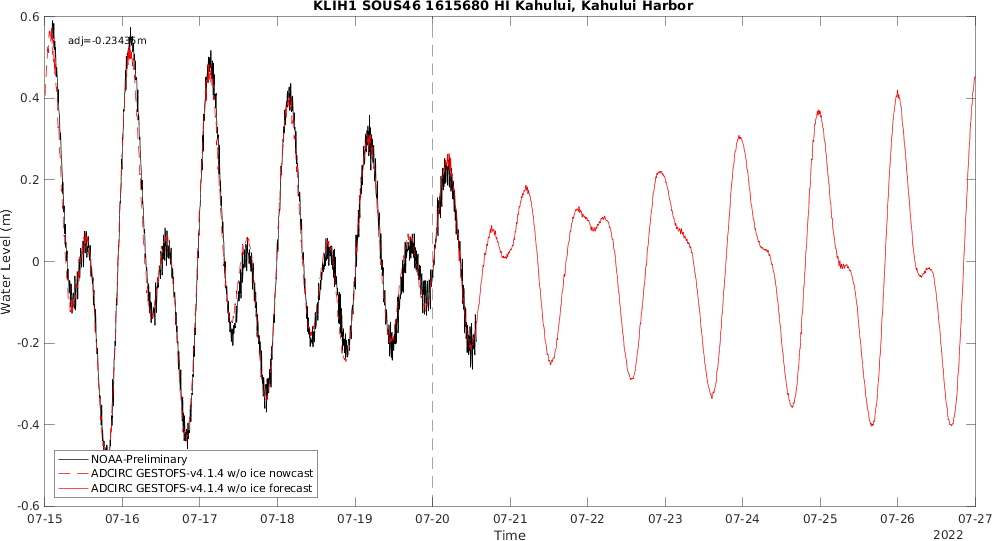 KLIH1 SOUS46 1615680 HI Kahului, Kahului Harbor
adj=-0.23435m
Water Level (m)
0.6
0.4
0.2
0
-0.2
-0.4
-0.6
NOAA-Preliminary
ADCIRC GESTOFS-v4.1.4 w/o ice nowcast
ADCIRC GESTOFS-v4.1.4 w/o ice forecast
07-15 07-16 07-17 07-18 07-19 07-20 07-21 07-22 07-23 07-24 07-25 07-26 07-27
Time
2022